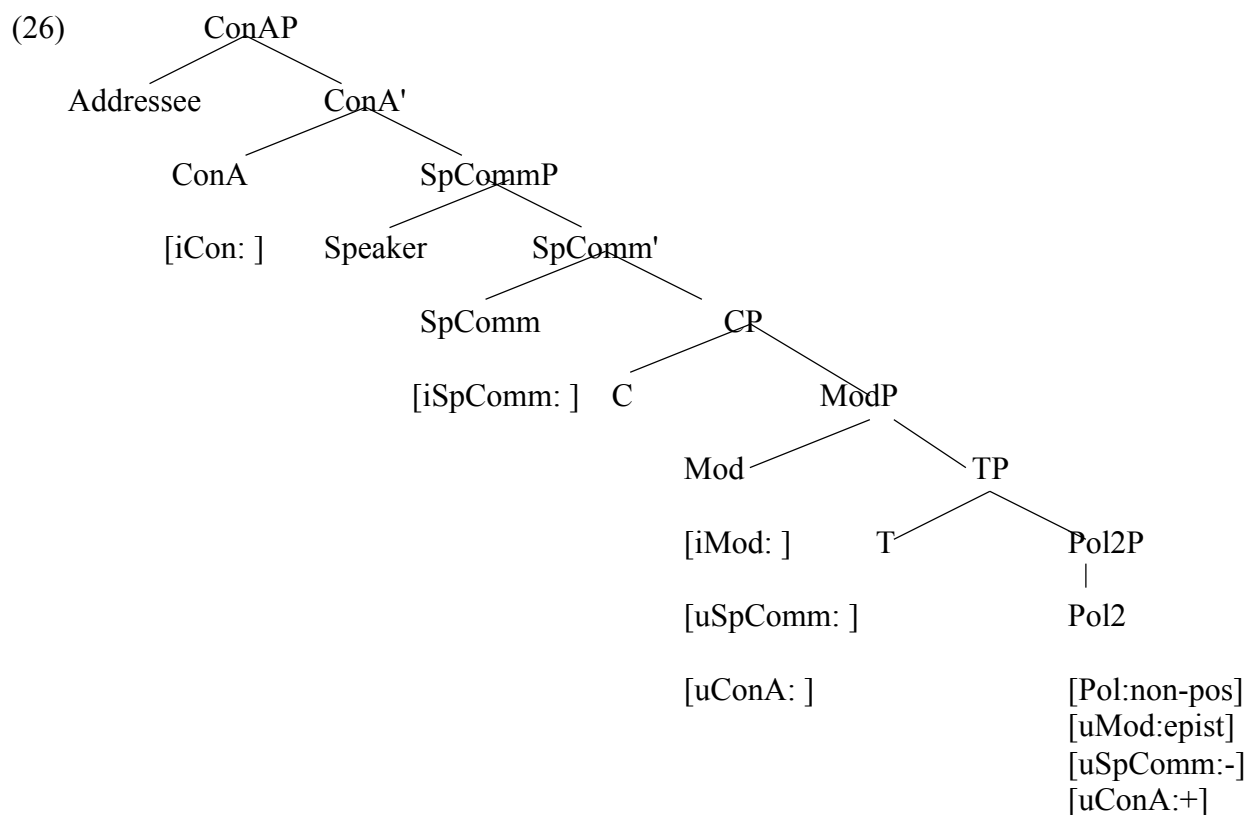 (26) ConAP
Addressee ConA'
ConA SpCommP
[iCon: ] Speaker SpComm'
SpComm CP
[iSpComm: ] C ModP
Mod TP
[iMod: ] T Pol2P
[uSpComm: ] Pol2
[uConA: ] [Pol:non-pos]
[uMod:epist]
[uSpComm:-]
[uConA:+]